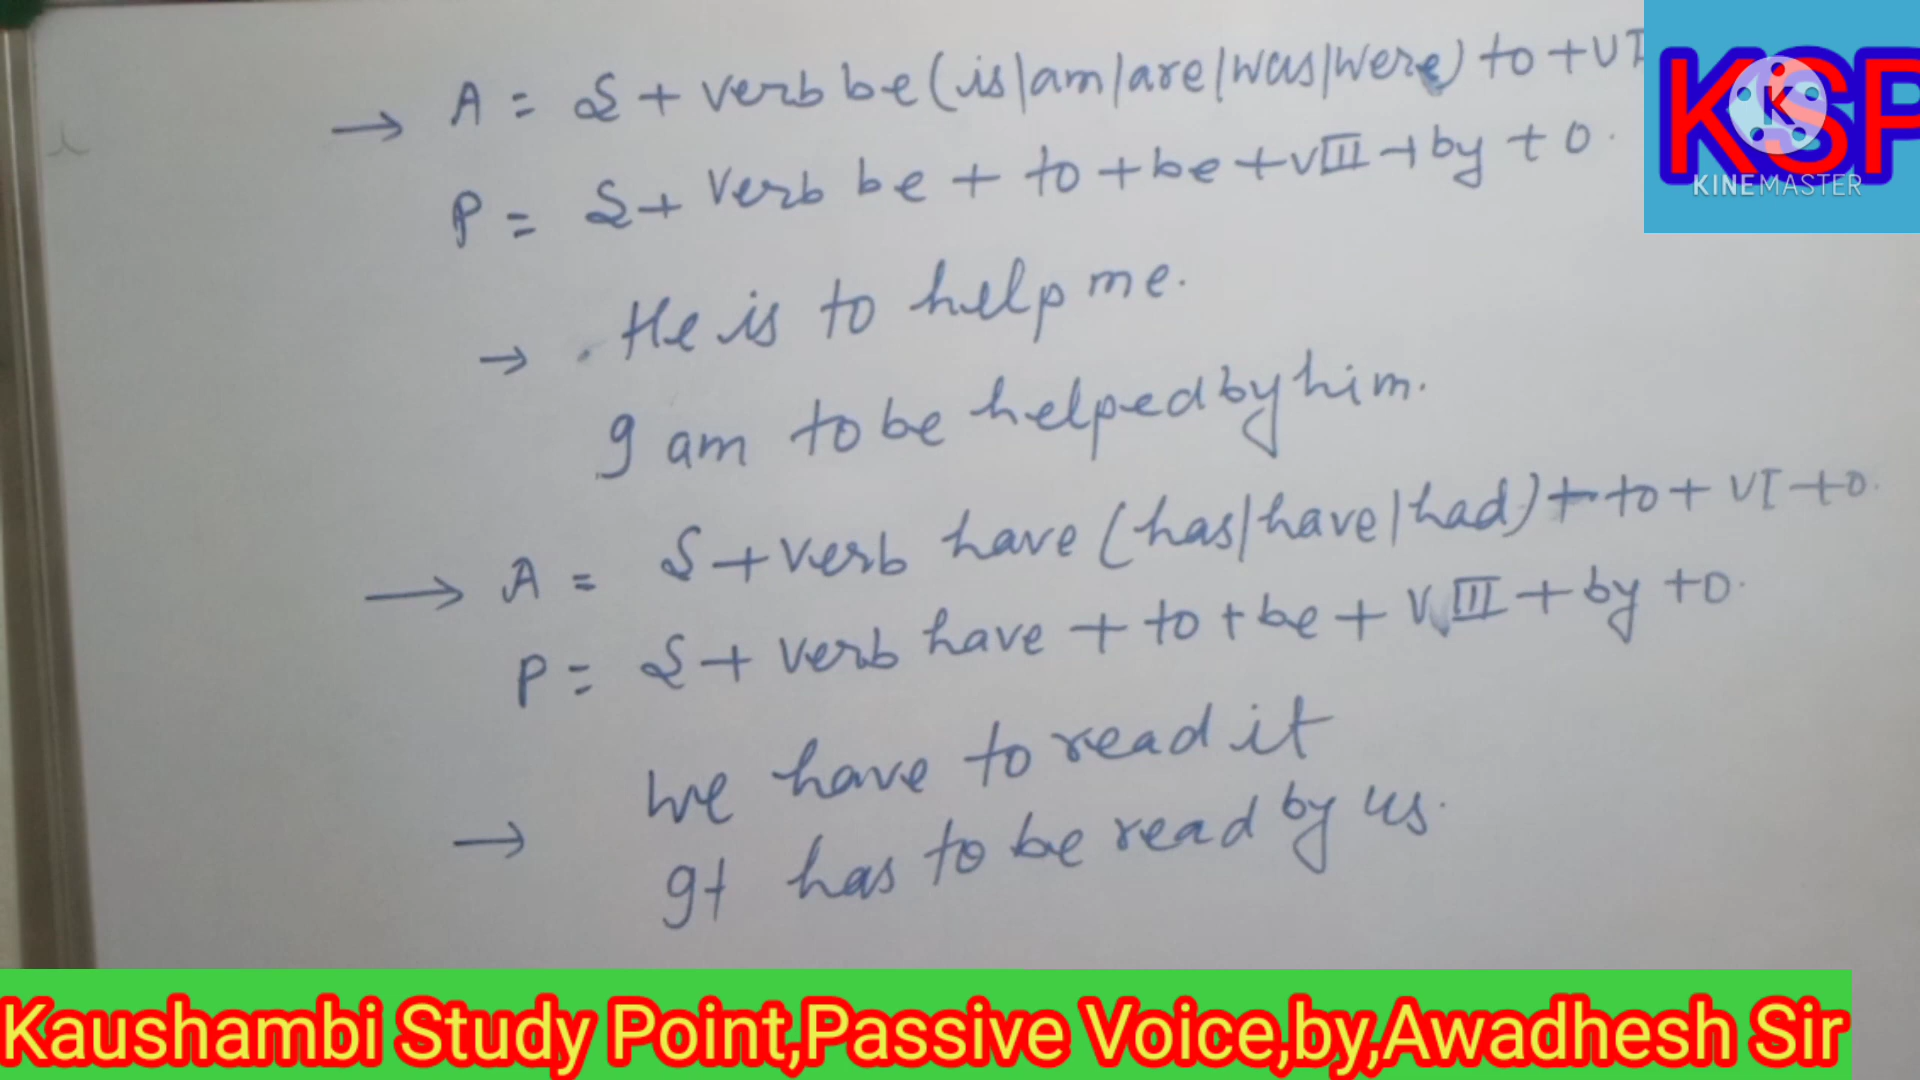 → A = S + verb be (is|am|are|was|were) to + VI
P = S + Verb be + to + be + VIII + by + O.
→ . He is to help me.
I am to be helped by him.
→ A = S + verb have (has|have|had) + to + VI + O.
P = S + verb have + to + be + VIII + by + O.
We have to read it
→ It has to be read by us.
KSP
KINEMASTER
Kaushambi Study Point,Passive Voice,by,Awadhesh Sir